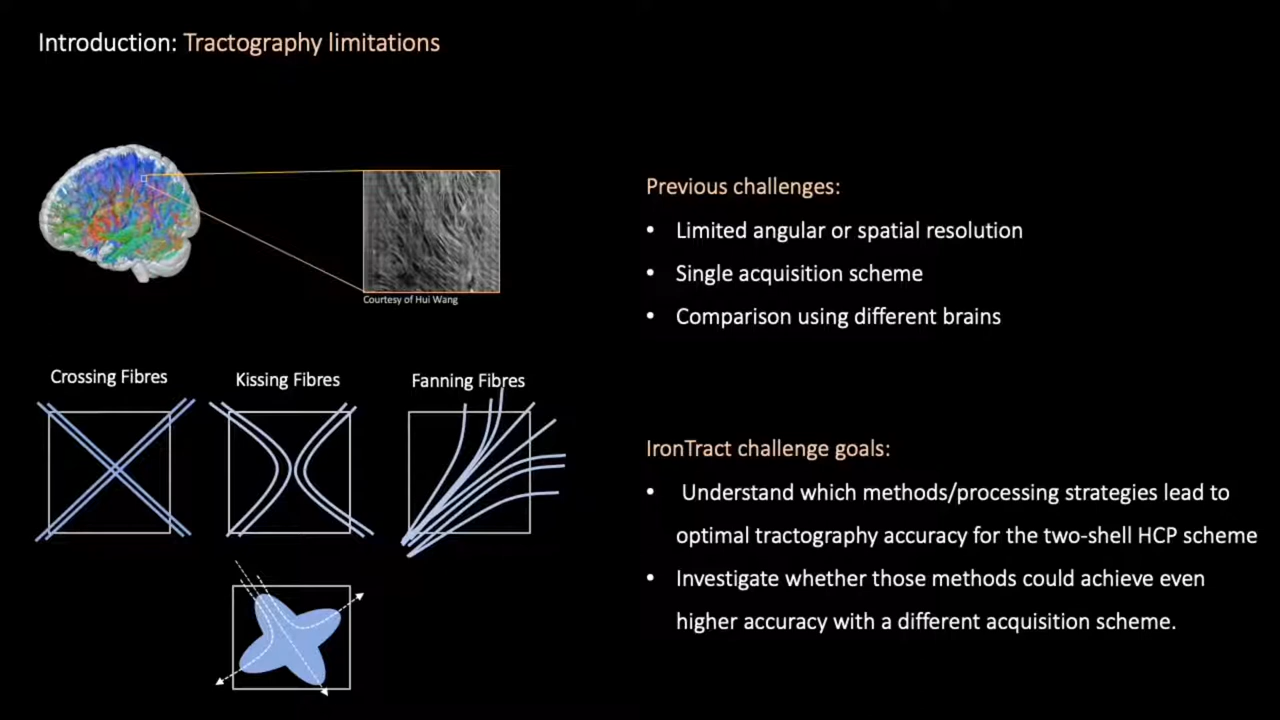 Introduction: Tractography limitations
Courtesy of Hui Wang
Crossing Fibres
Kissing Fibres
Fanning Fibres
Previous challenges:
• Limited angular or spatial resolution
• Single acquisition scheme
• Comparison using different brains
IronTract challenge goals:
• Understand which methods/processing strategies lead to
optimal tractography accuracy for the two-shell HCP scheme
• Investigate whether those methods could achieve even
higher accuracy with a different acquisition scheme.